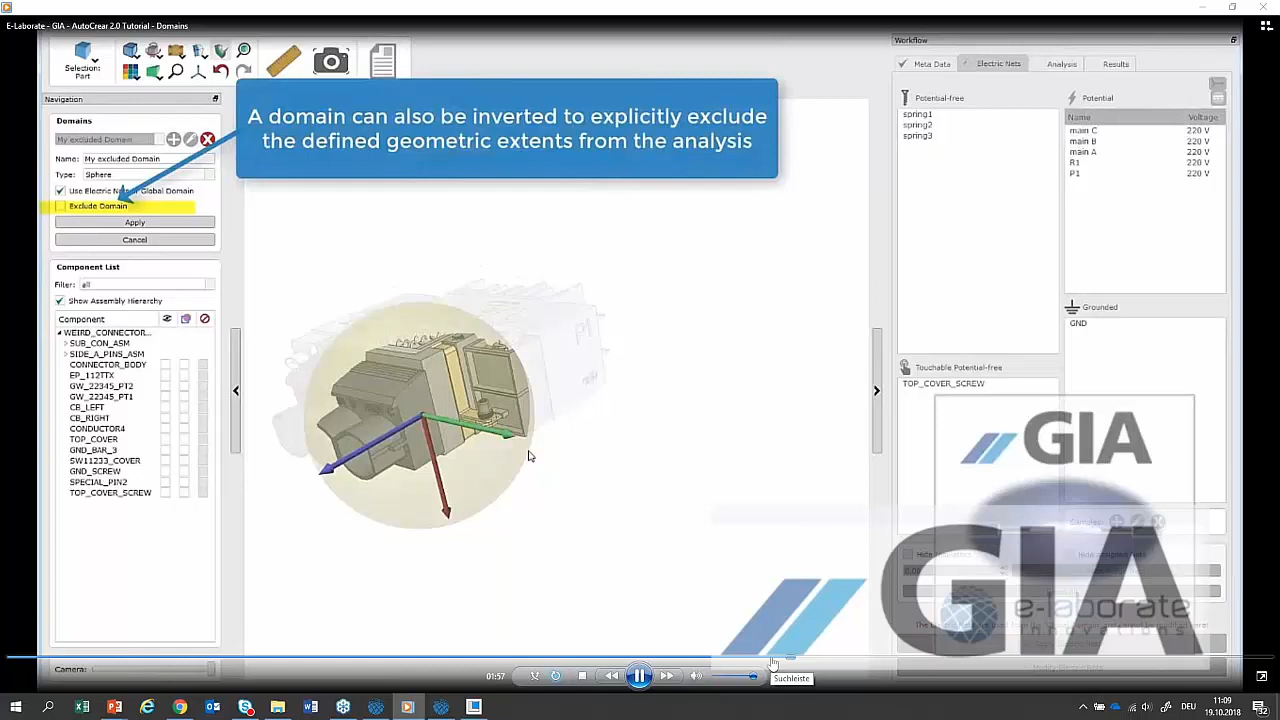 E-Laborate - GIA - AutoCrear 2.0 Tutorial - Domains
Selection:
Part
Navigation
Domains
My excluded Domain
Name: My excluded Domain
Type: Sphere
Exclude Domain
Apply
Cancel
A domain can also be inverted to explicitly exclude
the defined geometric extents from the analysis
Component List
Filter: all
Show Assembly Hierarchy
Component
WEIRD_CONNECTOR...
SUB_CON_ASM
SIDE_A_PINS_ASM
CONNECTOR_BODY
EP_112TTX
GW_22345_PT2
GW_22345_PT1
CB_LEFT
CB_RIGHT
CONDUCTOR4
TOP_COVER
GND_BAR_3
SW11233_COVER
GND_SCREW
SPECIAL_PIN2
TOP_COVER_SCREW
Camera:
Workflow
Meta Data
Electric Nets
Analysis
Results
Potential-free
spring1
spring2
spring3
Potential
Name Voltage
main C 220 V
main B 220 V
main A 220 V
R1 220 V
P1 220 V
Grounded
GND
Touchable Potential-free
TOP_COVER_SCREW
GIA
GIA
e-laborate
innovations
01:57
Suchleiste
DEU
11:09
19.10.2018